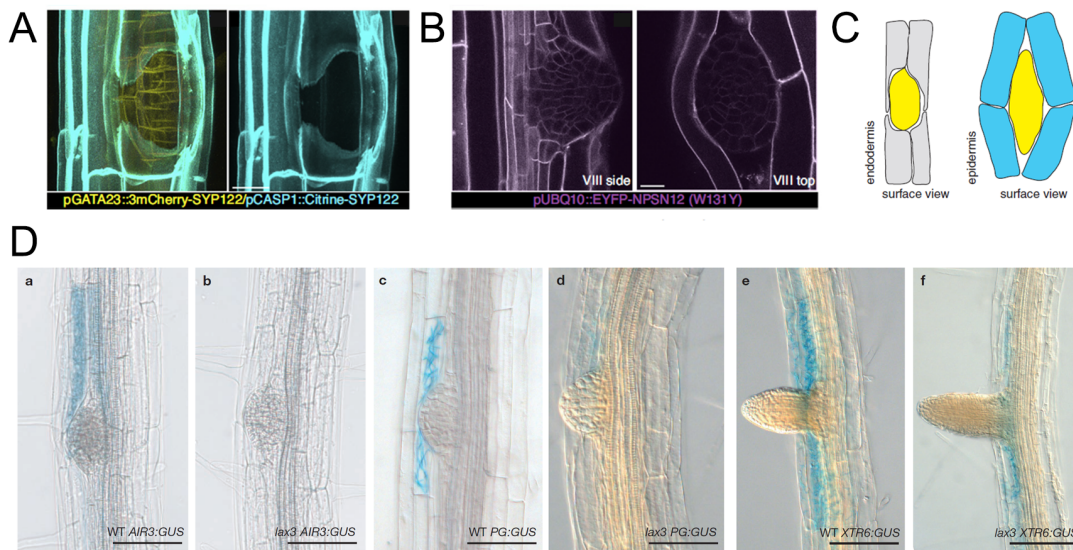 A
pGATA23::3mCherry-SYP122/pCASP1::Citrine-SYP122
B
VIII side
VIII top
pUBQ10::EYFP-NPSN12 (W131Y)
C
endodermis
surface view
epidermis
surface view
D
a
WT AIR3:GUS
b
lax3 AIR3:GUS
c
WT PG:GUS
d
lax3 PG:GUS
e
WT XTR6:GUS
f
lax3 XTR6:GUS